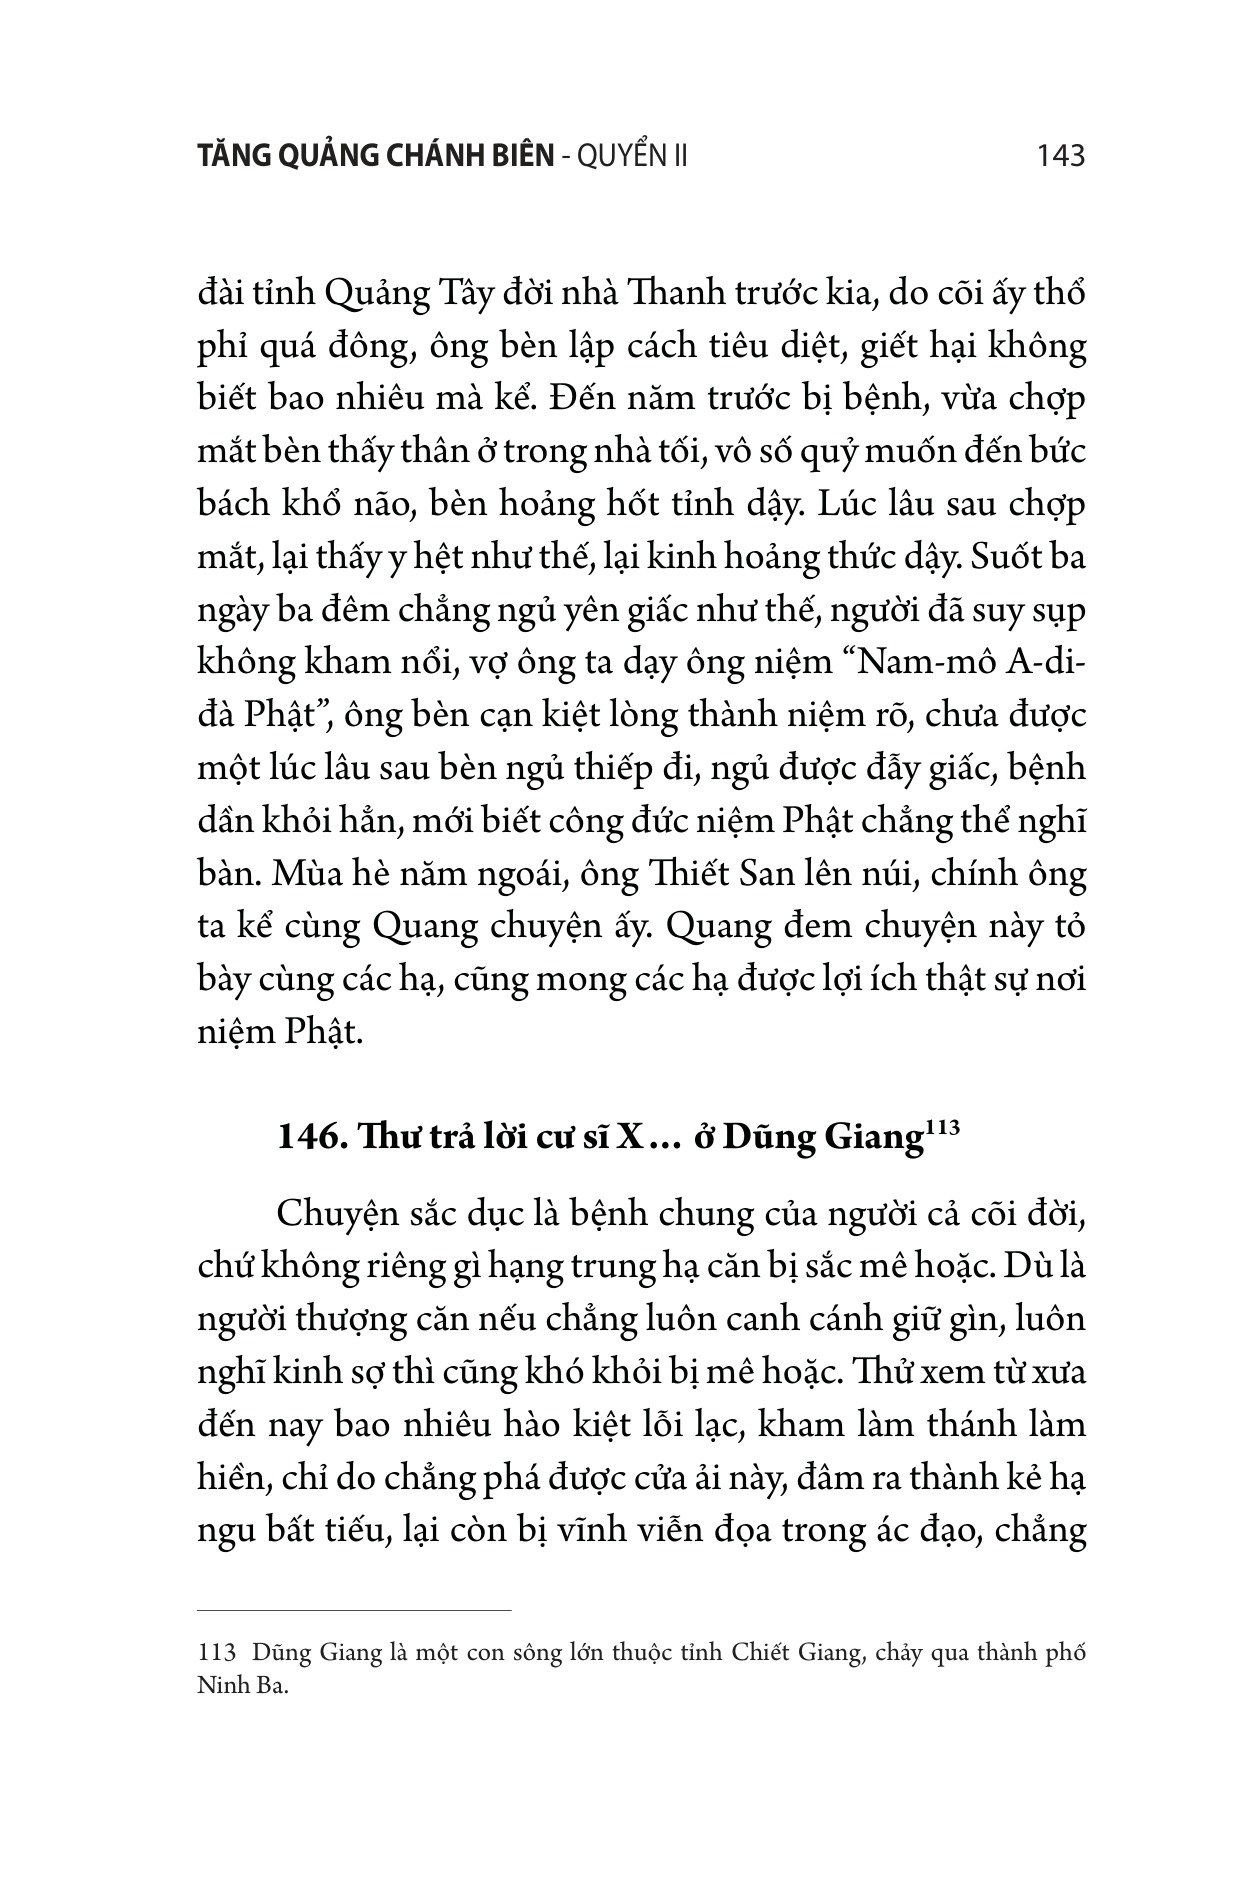 TĂNG QUẢNG CHÁNH BIÊN - QUYỂN II 143
đài tỉnh Quảng Tây đời nhà Thanh trước kia, do cõi ấy thổ
phỉ quá đông, ông bèn lập cách tiêu diệt, giết hại không
biết bao nhiêu mà kể. Đến năm trước bị bệnh, vừa chợp
mắt bèn thấy thân ở trong nhà tối, vô số quỷ muốn đến bức
bách khổ não, bèn hoảng hốt tỉnh dậy. Lúc lâu sau chợp
mắt, lại thấy y hệt như thế, lại kinh hoảng thức dậy. Suốt ba
ngày ba đêm chẳng ngủ yên giấc như thế, người đã suy sụp
không kham nổi, vợ ông ta dạy ông niệm “Nam-mô A-di-
đà Phật”, ông bèn cạn kiệt lòng thành niệm rõ, chưa được
một lúc lâu sau bèn ngủ thiếp đi, ngủ được đẫy giấc, bệnh
dần khỏi hẳn, mới biết công đức niệm Phật chẳng thể nghĩ
bàn. Mùa hè năm ngoái, ông Thiết San lên núi, chính ông
ta kể cùng Quang chuyện ấy. Quang đem chuyện này tỏ
bày cùng các hạ, cũng mong các hạ được lợi ích thật sự nơi
niệm Phật.
146. Thư trả lời cư sĩ X… ở Dũng Giang113
Chuyện sắc dục là bệnh chung của người cả cõi đời,
chứ không riêng gì hạng trung hạ căn bị sắc mê hoặc. Dù là
người thượng căn nếu chẳng luôn canh cánh giữ gìn, luôn
nghĩ kinh sợ thì cũng khó khỏi bị mê hoặc. Thử xem từ xưa
đến nay bao nhiêu hào kiệt lỗi lạc, kham làm thánh làm
hiền, chỉ do chẳng phá được cửa ải này, đâm ra thành kẻ hạ
ngu bất tiếu, lại còn bị vĩnh viễn đọa trong ác đạo, chẳng
113 Dũng Giang là một con sông lớn thuộc tỉnh Chiết Giang, chảy qua thành phố
Ninh Ba.